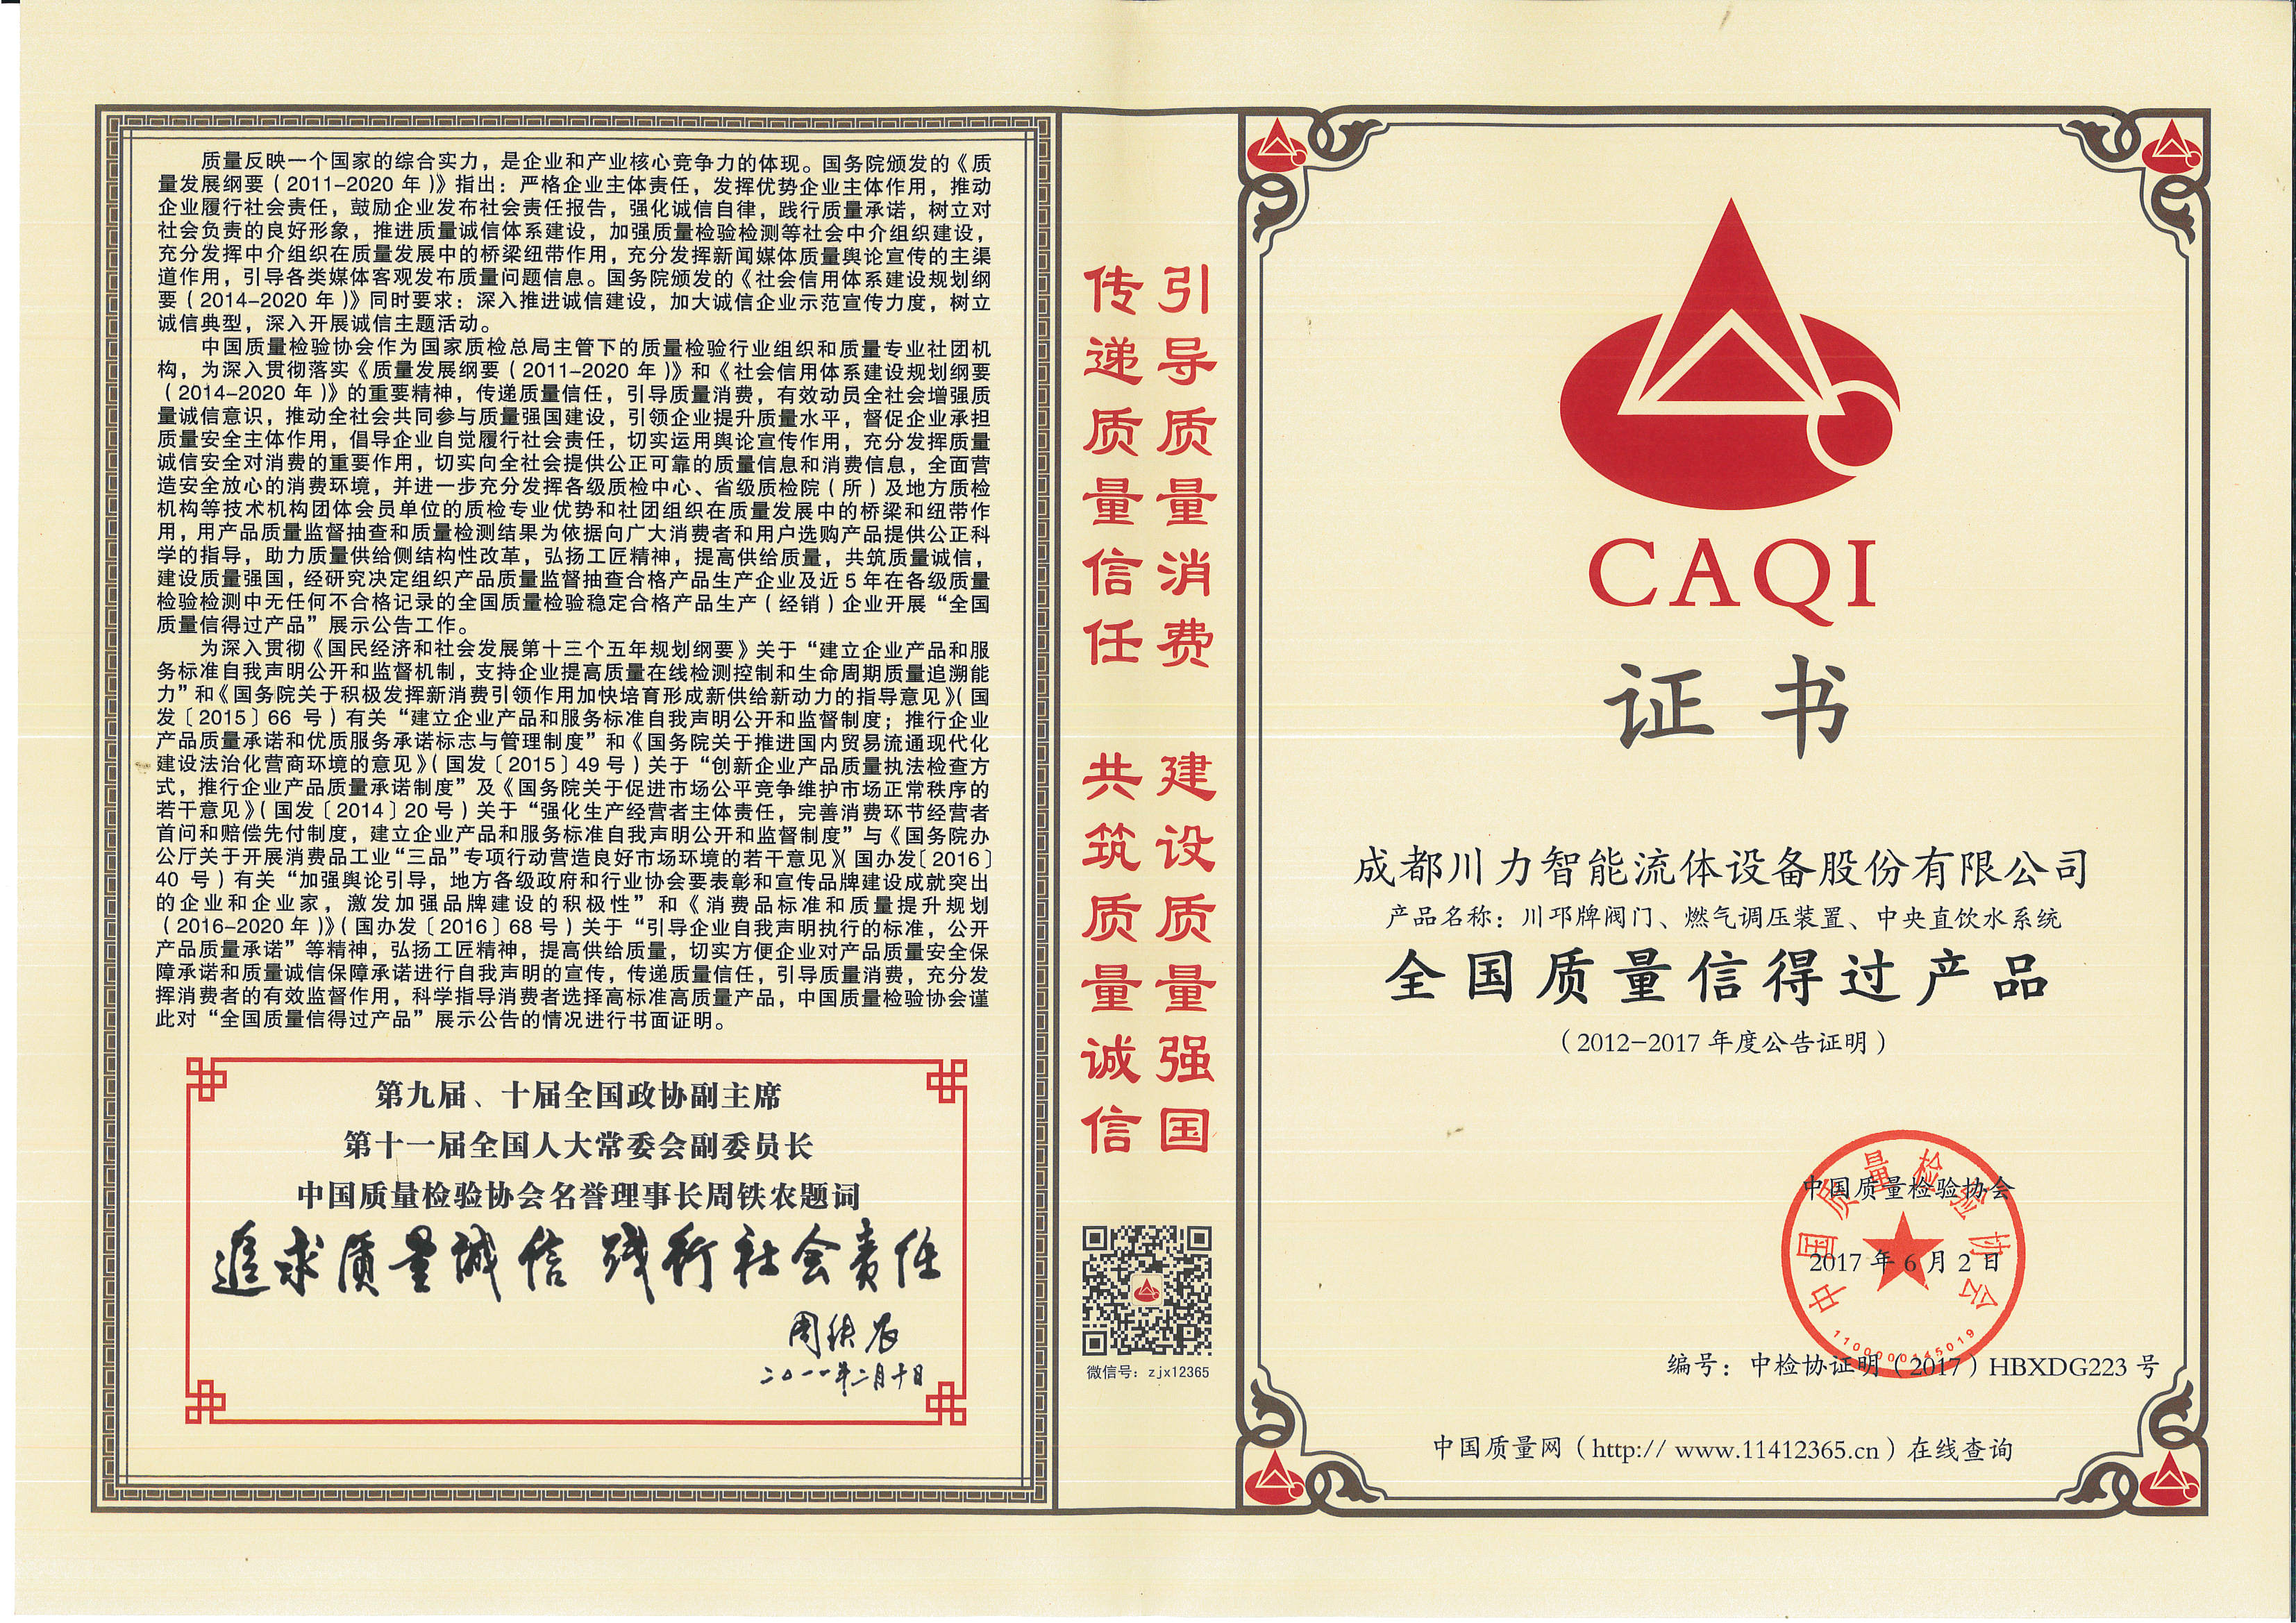 质量反映一个国家的综合实力，是企业和产业核心竞争力的体现。国务院颁发的《质
量发展纲要（2011-2020 年）》指出：严格企业主体责任，发挥优势企业主体作用，推动
企业履行社会责任，鼓励企业发布社会责任报告，强化诚信自律，践行质量承诺，树立对
社会负责的良好形象，推进质量诚信体系建设，加强质量检验检测等社会中介组织建设，
充分发挥中介组织在质量发展中的桥梁纽带作用，充分发挥新闻媒体质量舆论宣传的主渠
道作用，引导各类媒体客观发布质量问题信息。国务院颁发的《社会信用体系建设规划纲
要（2014-2020 年）》同时要求：深入推进诚信建设，加大诚信企业示范宣传力度，树立
诚信典型，深入开展诚信主题活动。
中国质量检验协会作为国家质检总局主管下的质量检验行业组织和质量专业社团机
构，为深入贯彻落实《质量发展纲要（2011-2020 年）》和《社会信用体系建设规划纲要
（2014-2020 年）》的重要精神，传递质量信任，引导质量消费，有效动员全社会增强质
量诚信意识，推动全社会共同参与质量强国建设，引领企业提升质量水平，督促企业承担
质量安全主体作用，倡导企业自觉履行社会责任，切实运用舆论宣传作用，充分发挥质量
诚信安全对消费的重要作用，切实向全社会提供公正可靠的质量信息和消费信息，全面营
造安全放心的消费环境，并进一步充分发挥各级质检中心、省级质检院（所）及地方质检
机构等技术机构团体会员单位的质检专业优势和社团组织在质量发展中的桥梁和纽带作
用，用产品质量监督抽查和质量检测结果为依据向广大消费者和用户选购产品提供公正科
学的指导，助力质量供给侧结构性改革，弘扬工匠精神，提高供给质量，共筑质量诚信，
建设质量强国，经研究决定组织产品质量监督抽查合格产品生产企业及近 5 年在各级质量
检验检测中无任何不合格记录的全国质量检验稳定合格产品生产（经销）企业开展“全国
质量信得过产品”展示公告工作。
为深入贯彻《国民经济和社会发展第十三个五年规划纲要》关于“建立企业产品和服
务标准自我声明公开和监督机制，支持企业提高质量在线检测控制和生命周期质量追溯能
力”和《国务院关于积极发挥新消费引领作用加快培育形成新供给新动力的指导意见》（国
发〔2015〕66 号）有关“建立企业产品和服务标准自我声明公开和监督制度；推行企业
产品质量承诺和优质服务承诺标志与管理制度”和《国务院关于推进国内贸易流通现代化
建设法治化营商环境的意见》（国发〔2015〕49 号）关于“创新企业产品质量执法检查方
式，推行企业产品质量承诺制度”及《国务院关于促进市场公平竞争维护市场正常秩序的
若干意见》（国发〔2014〕20 号）关于“强化生产经营者主体责任，完善消费环节经营者
首问和赔偿先付制度，建立企业产品和服务标准自我声明公开和监督制度”与《国务院办
公厅关于开展消费品工业“三品”专项行动营造良好市场环境的若干意见》（国办发〔2016〕
40 号）有关“加强舆论引导，地方各级政府和行业协会要表彰和宣传品牌建设成就突出
的企业和企业家，激发加强品牌建设的积极性”和《消费品标准和质量提升规划
（2016-2020 年）》（国办发〔2016〕68 号）关于“引导企业自我声明执行的标准，公开
产品质量承诺”等精神，弘扬工匠精神，提高供给质量，切实方便企业对产品质量安全保
障承诺和质量诚信保障承诺进行自我声明的宣传，传递质量信任，引导质量消费，充分发
挥消费者的有效监督作用，科学指导消费者选择高标准高质量产品，中国质量检验协会谨
此对“全国质量信得过产品”展示公告的情况进行书面证明。
第九届、十届全国政协副主席
第十一届全国人大常委会副委员长
中国质量检验协会名誉理事长周铁农题词
追求质量诚信 践行社会责任
周铁农
二〇一一年二月十日
传递质量信任 共筑质量诚信
引导质量消费 建设质量强国
微信号：zjx12365
CAQI
证书
成都川力智能流体设备股份有限公司
产品名称：川邛牌阀门、燃气调压装置、中央直饮水系统
全国质量信得过产品
（2012-2017 年度公告证明）
中国质量检验协会
中国质量检验协会
2017 年 6 月 2 日
1100000145019
编号：中检协证明（2017）HBXDG223 号
中国质量网（http:// www.11412365.cn）在线查询